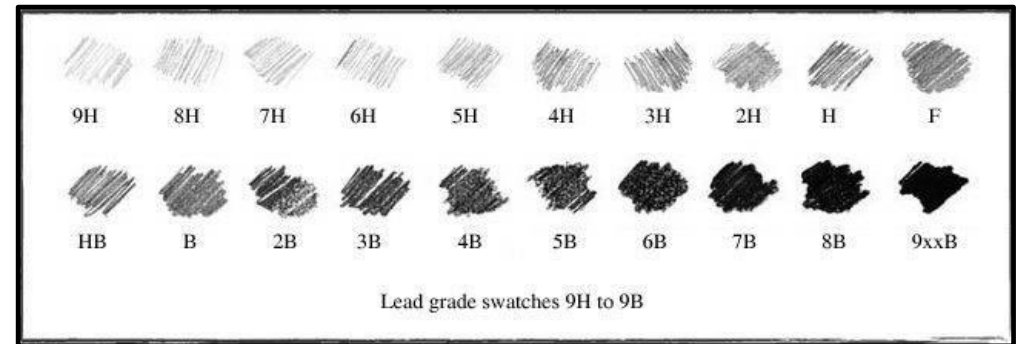 9H 8H 7H 6H 5H 4H 3H 2H H F
HB B 2B 3B 4B 5B 6B 7B 8B 9xxB
Lead grade swatches 9H to 9B